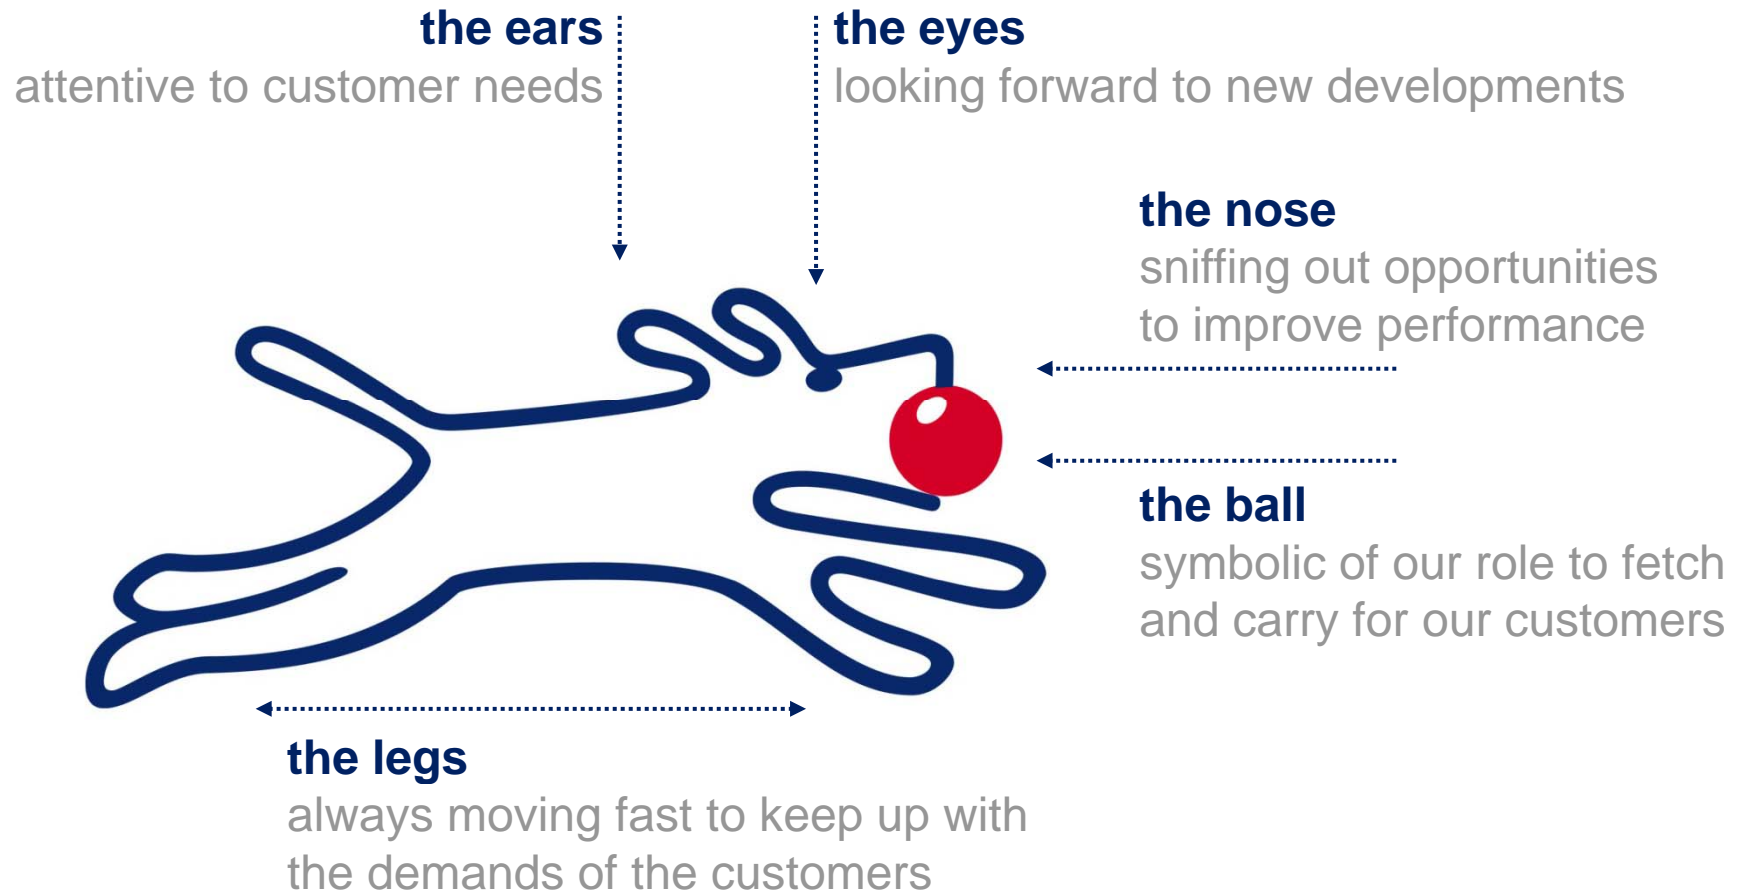 the ears
attentive to customer needs
the eyes
looking forward to new developments
the nose
sniffing out opportunities
to improve performance
the ball
symbolic of our role to fetch
and carry for our customers
the legs
always moving fast to keep up with
the demands of the customers